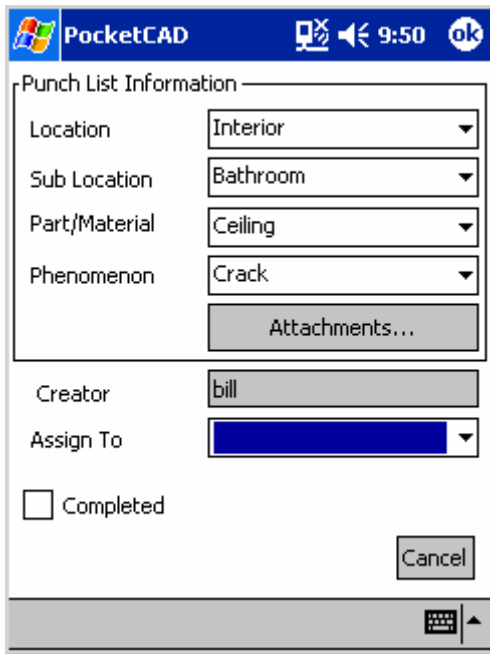 PocketCAD 9:50 ok
Punch List Information
Location Interior
Sub Location Bathroom
Part/Material Ceiling
Phenomenon Crack
Attachments...
Creator bill
Assign To
Completed
Cancel